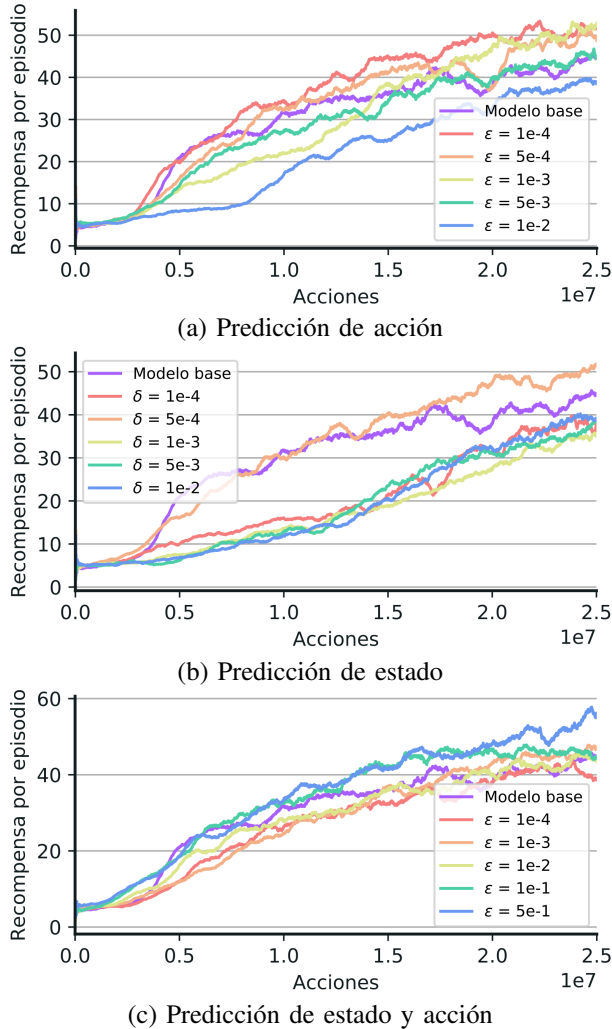 Recompensa por episodio
50
40
30
20
10
0
Modelo base
ε = 1e-4
ε = 5e-4
ε = 1e-3
ε = 5e-3
ε = 1e-2
0.0 0.5 1.0 1.5 2.0 2.5
Acciones
1e7
(a) Predicción de acción
Recompensa por episodio
50
40
30
20
10
0
Modelo base
δ = 1e-4
δ = 5e-4
δ = 1e-3
δ = 5e-3
δ = 1e-2
0.0 0.5 1.0 1.5 2.0 2.5
Acciones
1e7
(b) Predicción de estado
Recompensa por episodio
60
40
20
0
Modelo base
ε = 1e-4
ε = 1e-3
ε = 1e-2
ε = 1e-1
ε = 5e-1
0.0 0.5 1.0 1.5 2.0 2.5
Acciones
1e7
(c) Predicción de estado y acción